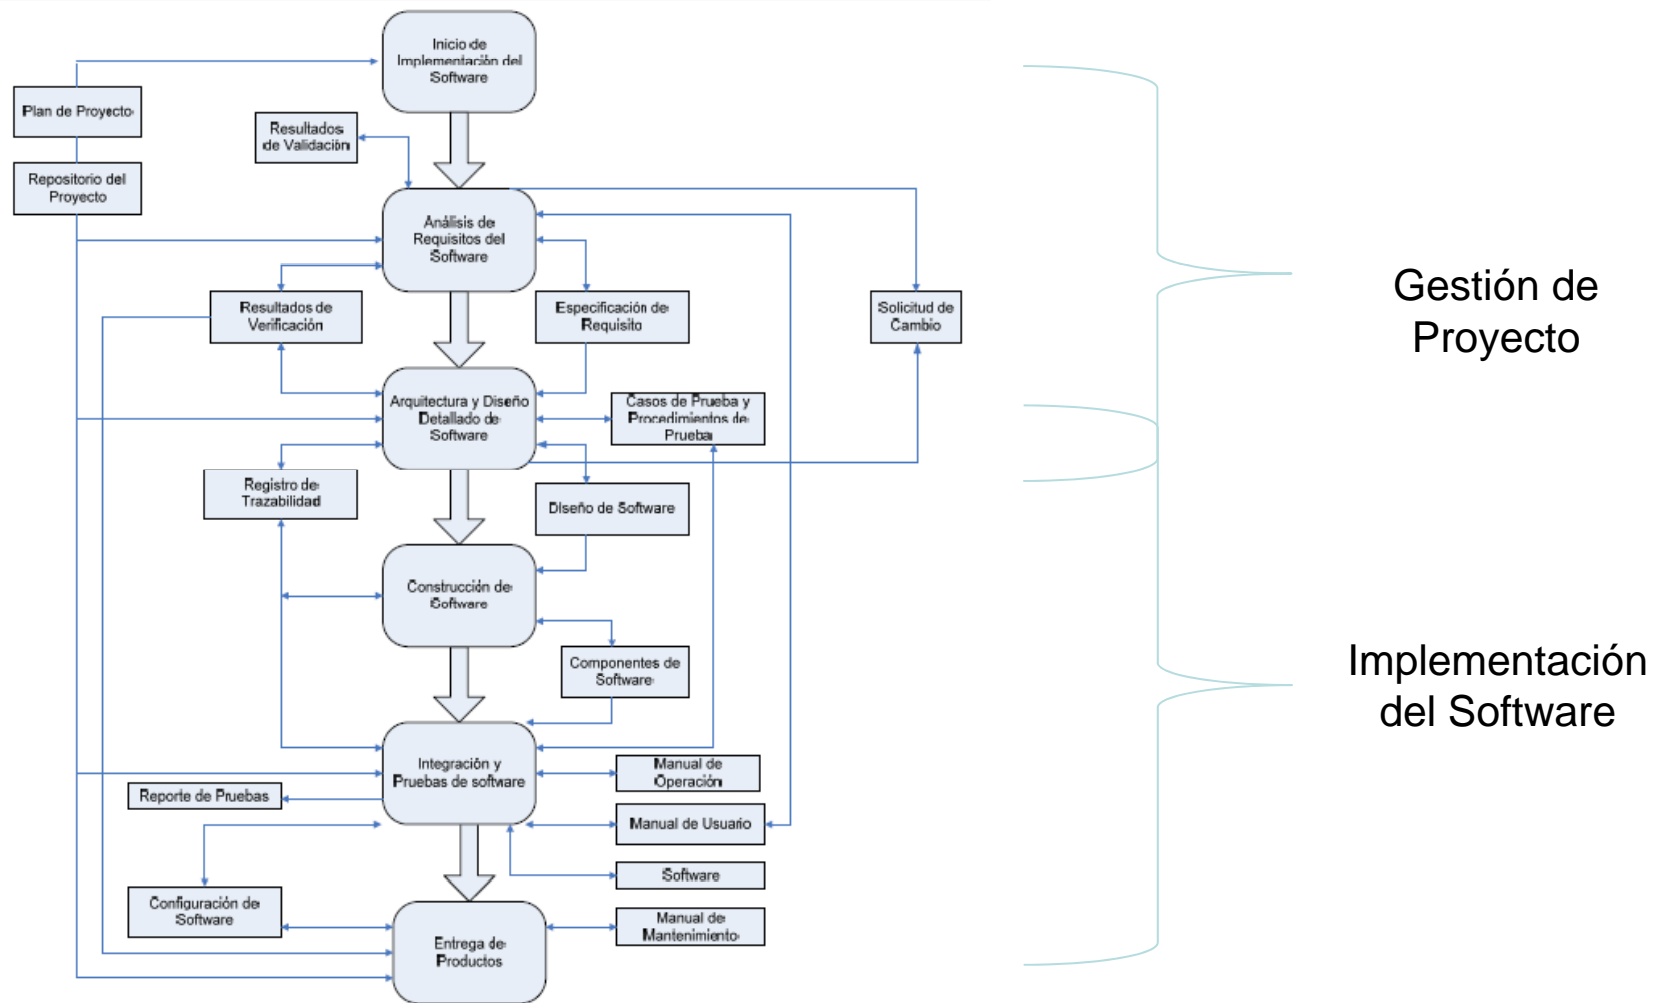 Inicio de
Implementación del
Software
Plan de Proyecto
Resultados
de Validación
Repositorio del
Proyecto
Análisis de
Requisitos del
Software
Resultados de
Verificación
Especificación de
Requisito
Solicitud de
Cambio
Gestión de
Proyecto
Arquitectura y Diseño
Detallado de
Software
Casos de Prueba y
Procedimientos de
Prueba
Registro de
Trazabilidad
Diseño de Software
Construcción de
Software
Componentes de
Software
Implementación
del Software
Integración y
Pruebas de software
Manual de
Operación
Reporte de Pruebas
Manual de Usuario
Software
Configuración de
Software
Manual de
Mantenimiento
Entrega de
Productos